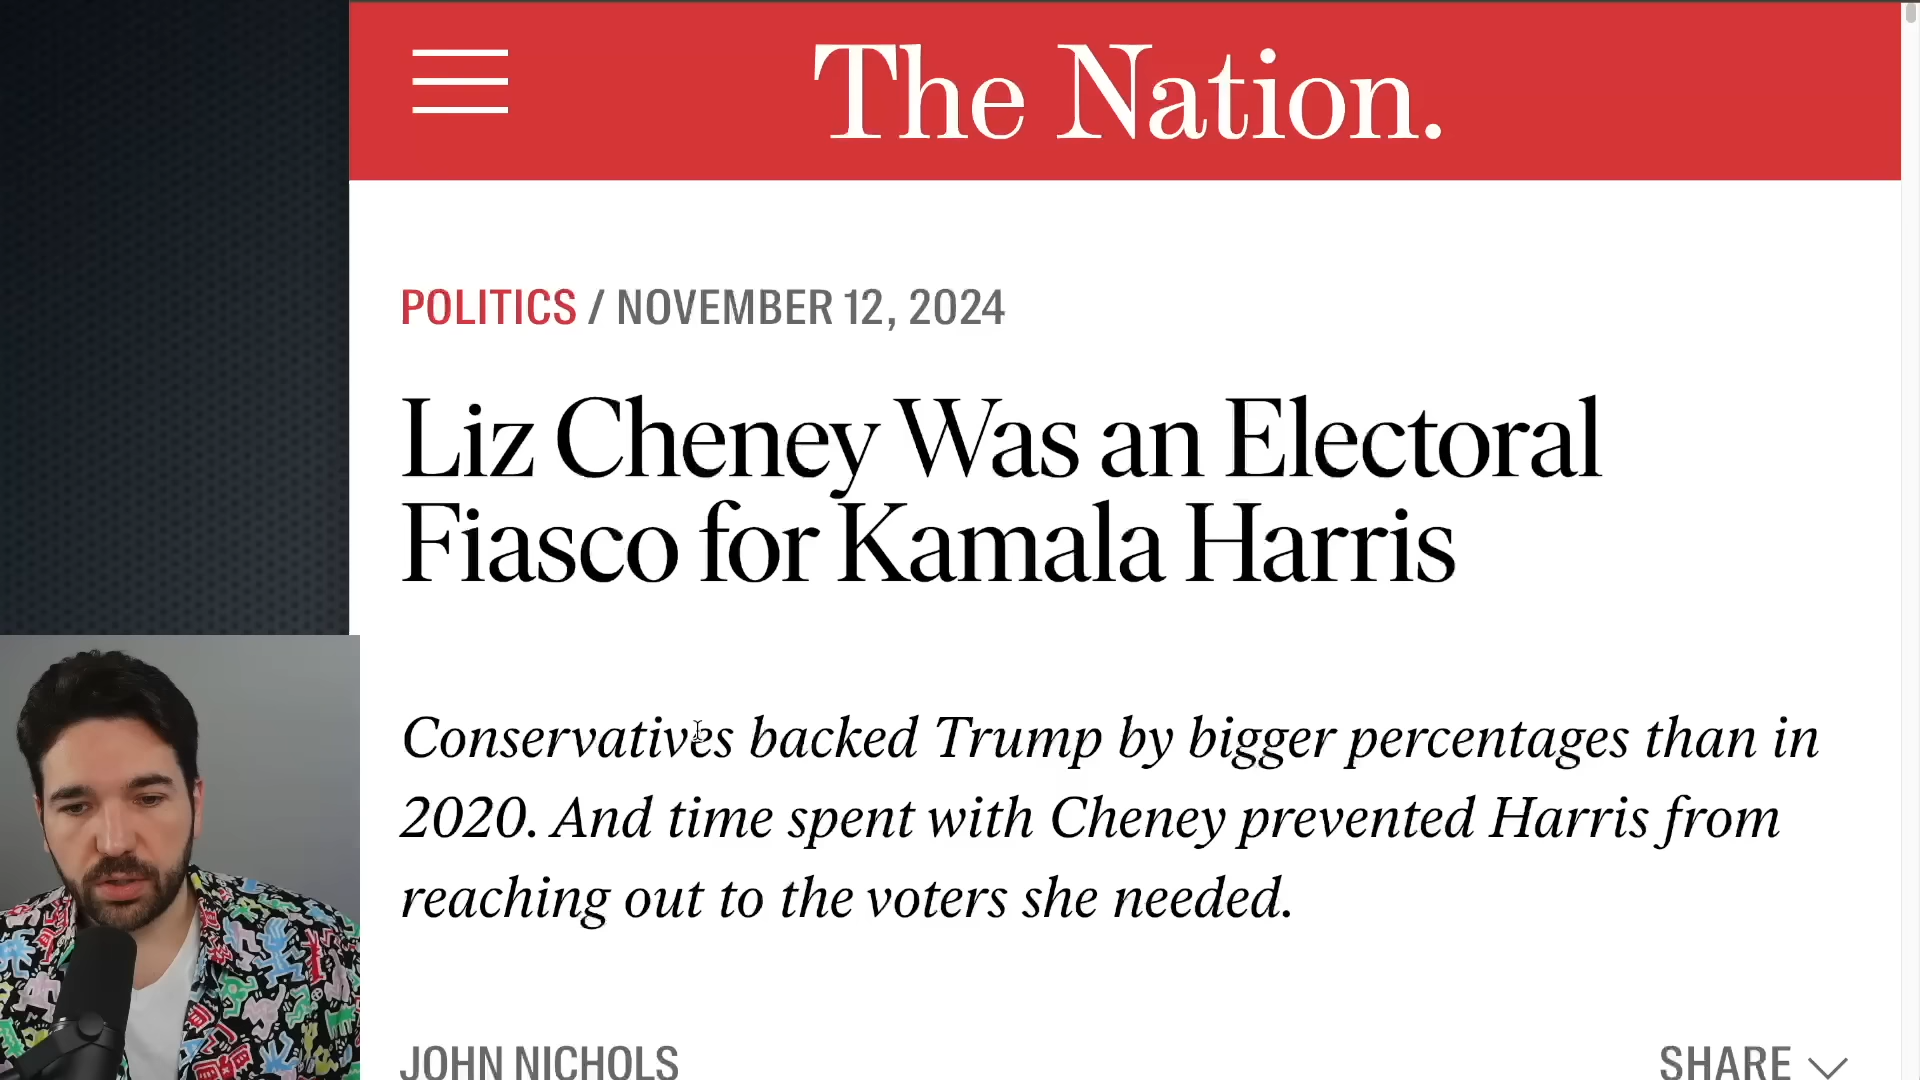 The Nation.
POLITICS / NOVEMBER 12, 2024
Liz Cheney Was an Electoral
Fiasco for Kamala Harris
Conservatives backed Trump by bigger percentages than in
2020. And time spent with Cheney prevented Harris from
reaching out to the voters she needed.
JOHN NICHOLS
SHARE